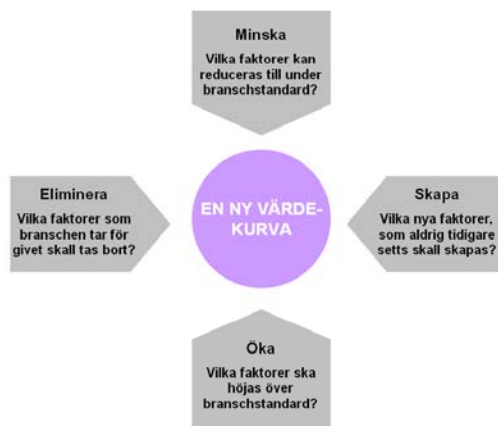 Minska
Vilka faktorer kan
reduceras till under
branschstandard?
Eliminera
Vilka faktorer som
branschen tar för
givet skall tas bort?
EN NY VÄRDE-
KURVA
Skapa
Vilka nya faktorer,
som aldrig tidigare
setts skall skapas?
Öka
Vilka faktorer ska
höjas över
branschstandard?